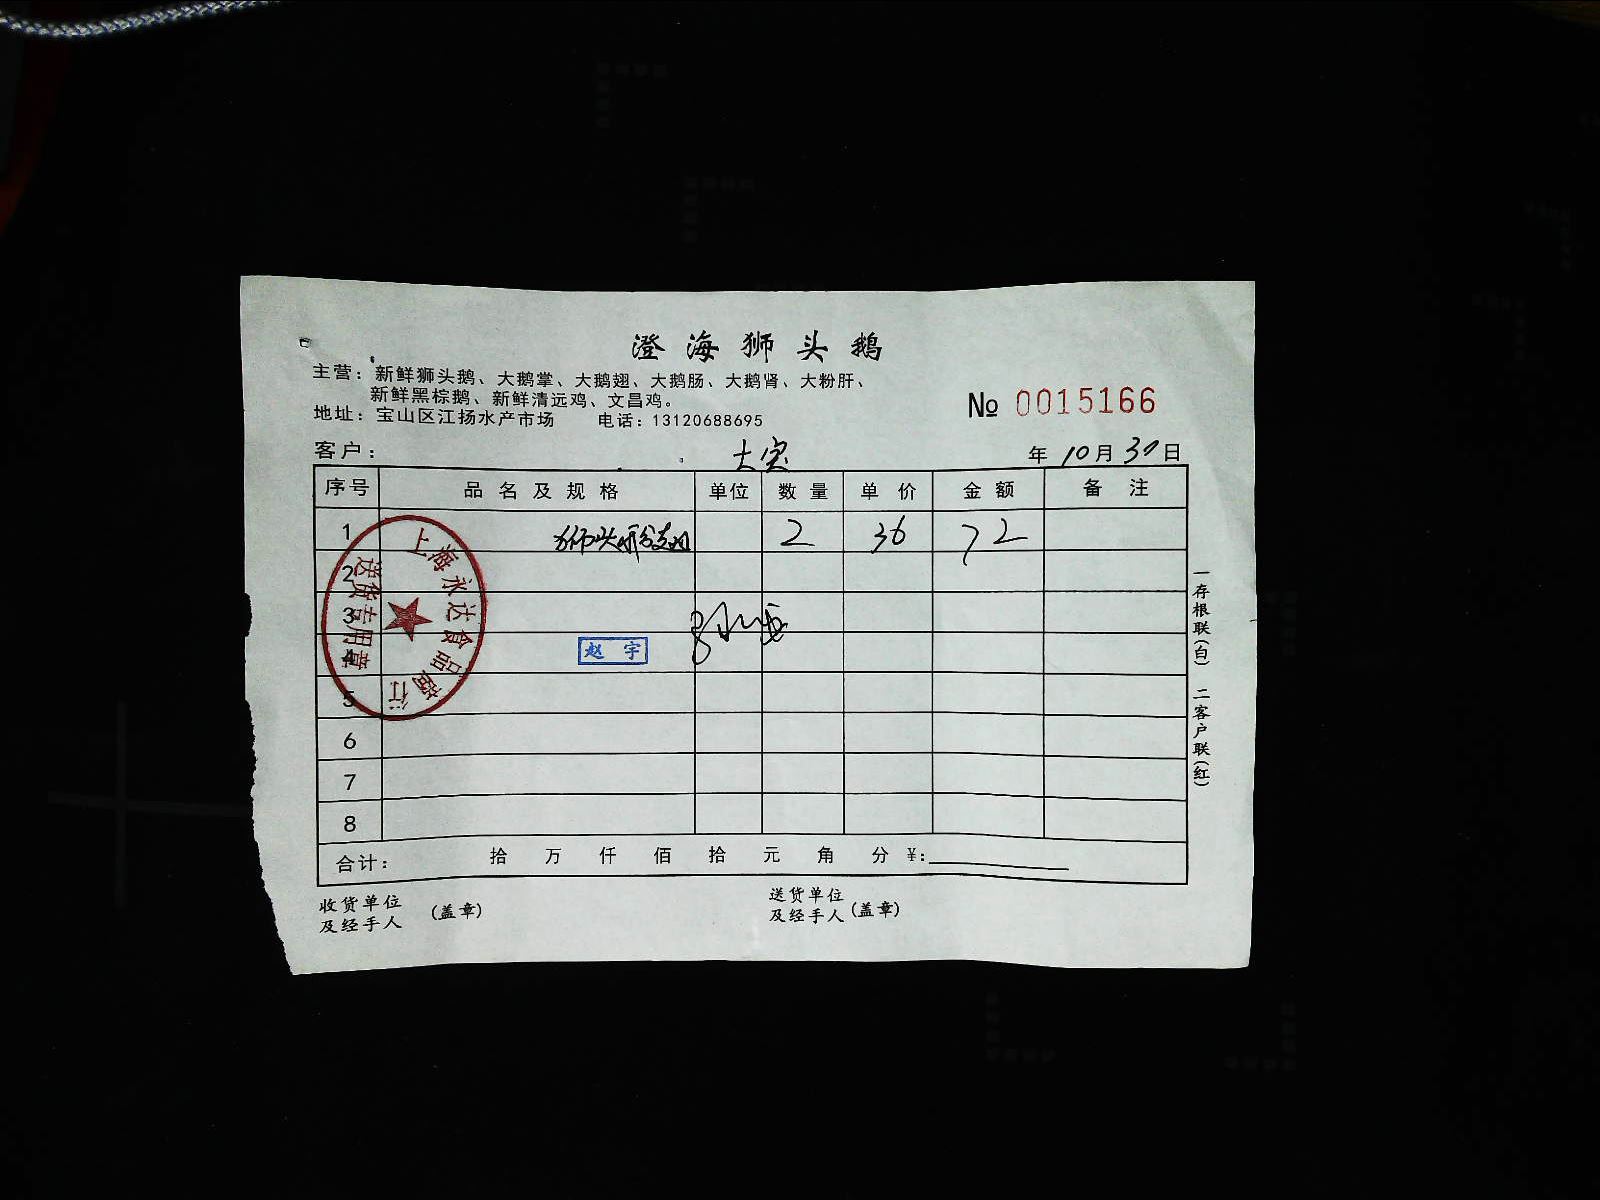 澄海狮头鹅
主营：新鲜狮头鹅、大鹅掌、大鹅翅、大鹅肠、大鹅肾、大粉肝、
新鲜黑棕鹅、新鲜清远鸡、文昌鸡。
地址：宝山区江扬水产市场 电话：13120688695
№ 0015166
客户： 年 10月 30日
序号 品名及规格 单位 数量 单价 金额 备注
1 狮头 2 36 72
2
3
4
5
6
7
8
上海永达食品商行
送货专用章
赵宇
合计： 拾 万 仟 佰 拾 元 角 分 ¥:
收货单位
及经手人 (盖章)
送货单位
及经手人 (盖章)
一存根联(白) 二客户联(红)